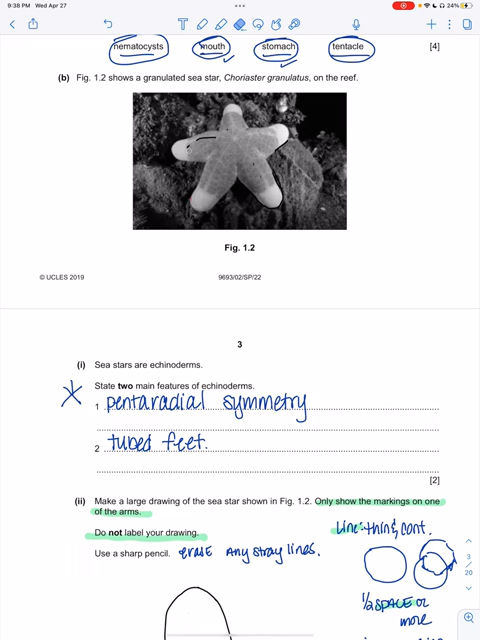 9:38 PM Wed Apr 27
24%
nematocysts mouth stomach tentacle [4]
(b) Fig. 1.2 shows a granulated sea star, Choriaster granulatus, on the reef.
Fig. 1.2
© UCLES 2019 9693/02/SP/22
3
(i) Sea stars are echinoderms.
State two main features of echinoderms.
1 pentaradial symmetry
2 tubed feet.
[2]
(ii) Make a large drawing of the sea star shown in Fig. 1.2. Only show the markings on one
of the arms.
Do not label your drawing.
Line: thin & cont.
Use a sharp pencil. erase any stray lines.
1/2 SPACE or
more
3
/
20